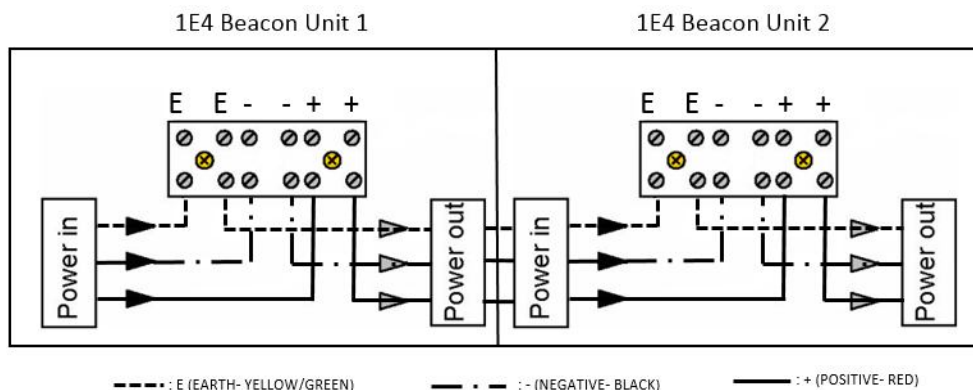 1E4 Beacon Unit 1
1E4 Beacon Unit 2
E E - - + +
E E - - + +
Power in
Power out
Power in
Power out
: E (EARTH- YELLOW/GREEN)
: - (NEGATIVE- BLACK)
: + (POSITIVE- RED)